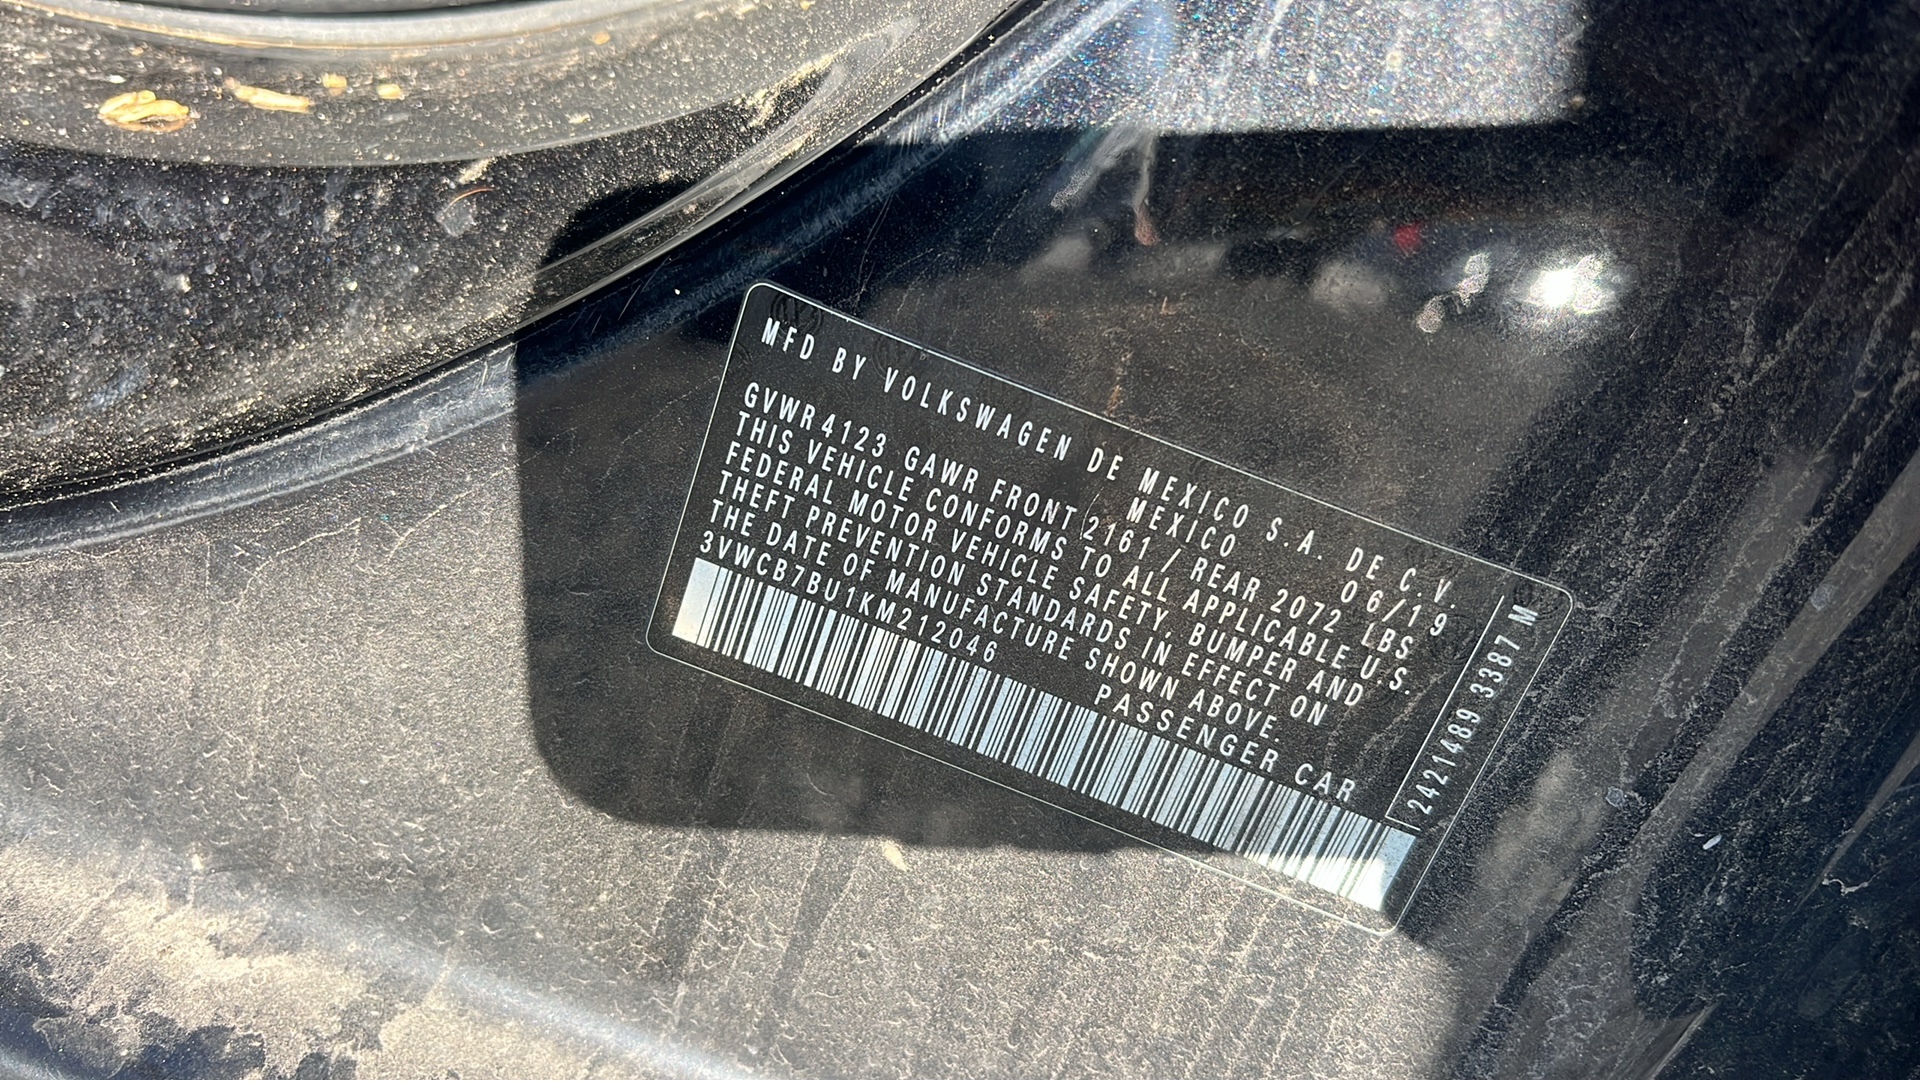 MFD BY VOLKSWAGEN DE MEXICO S.A. DE C.V.
MEXICO 06/19
GVWR4123 GAWR FRONT 2161 / REAR 2072 LBS
THIS VEHICLE CONFORMS TO ALL APPLICABLE U.S.
FEDERAL MOTOR VEHICLE SAFETY, BUMPER AND
THEFT PREVENTION STANDARDS IN EFFECT ON
THE DATE OF MANUFACTURE SHOWN ABOVE.
3VWCB7BU1KM212046 PASSENGER CAR
2421489 3387 M